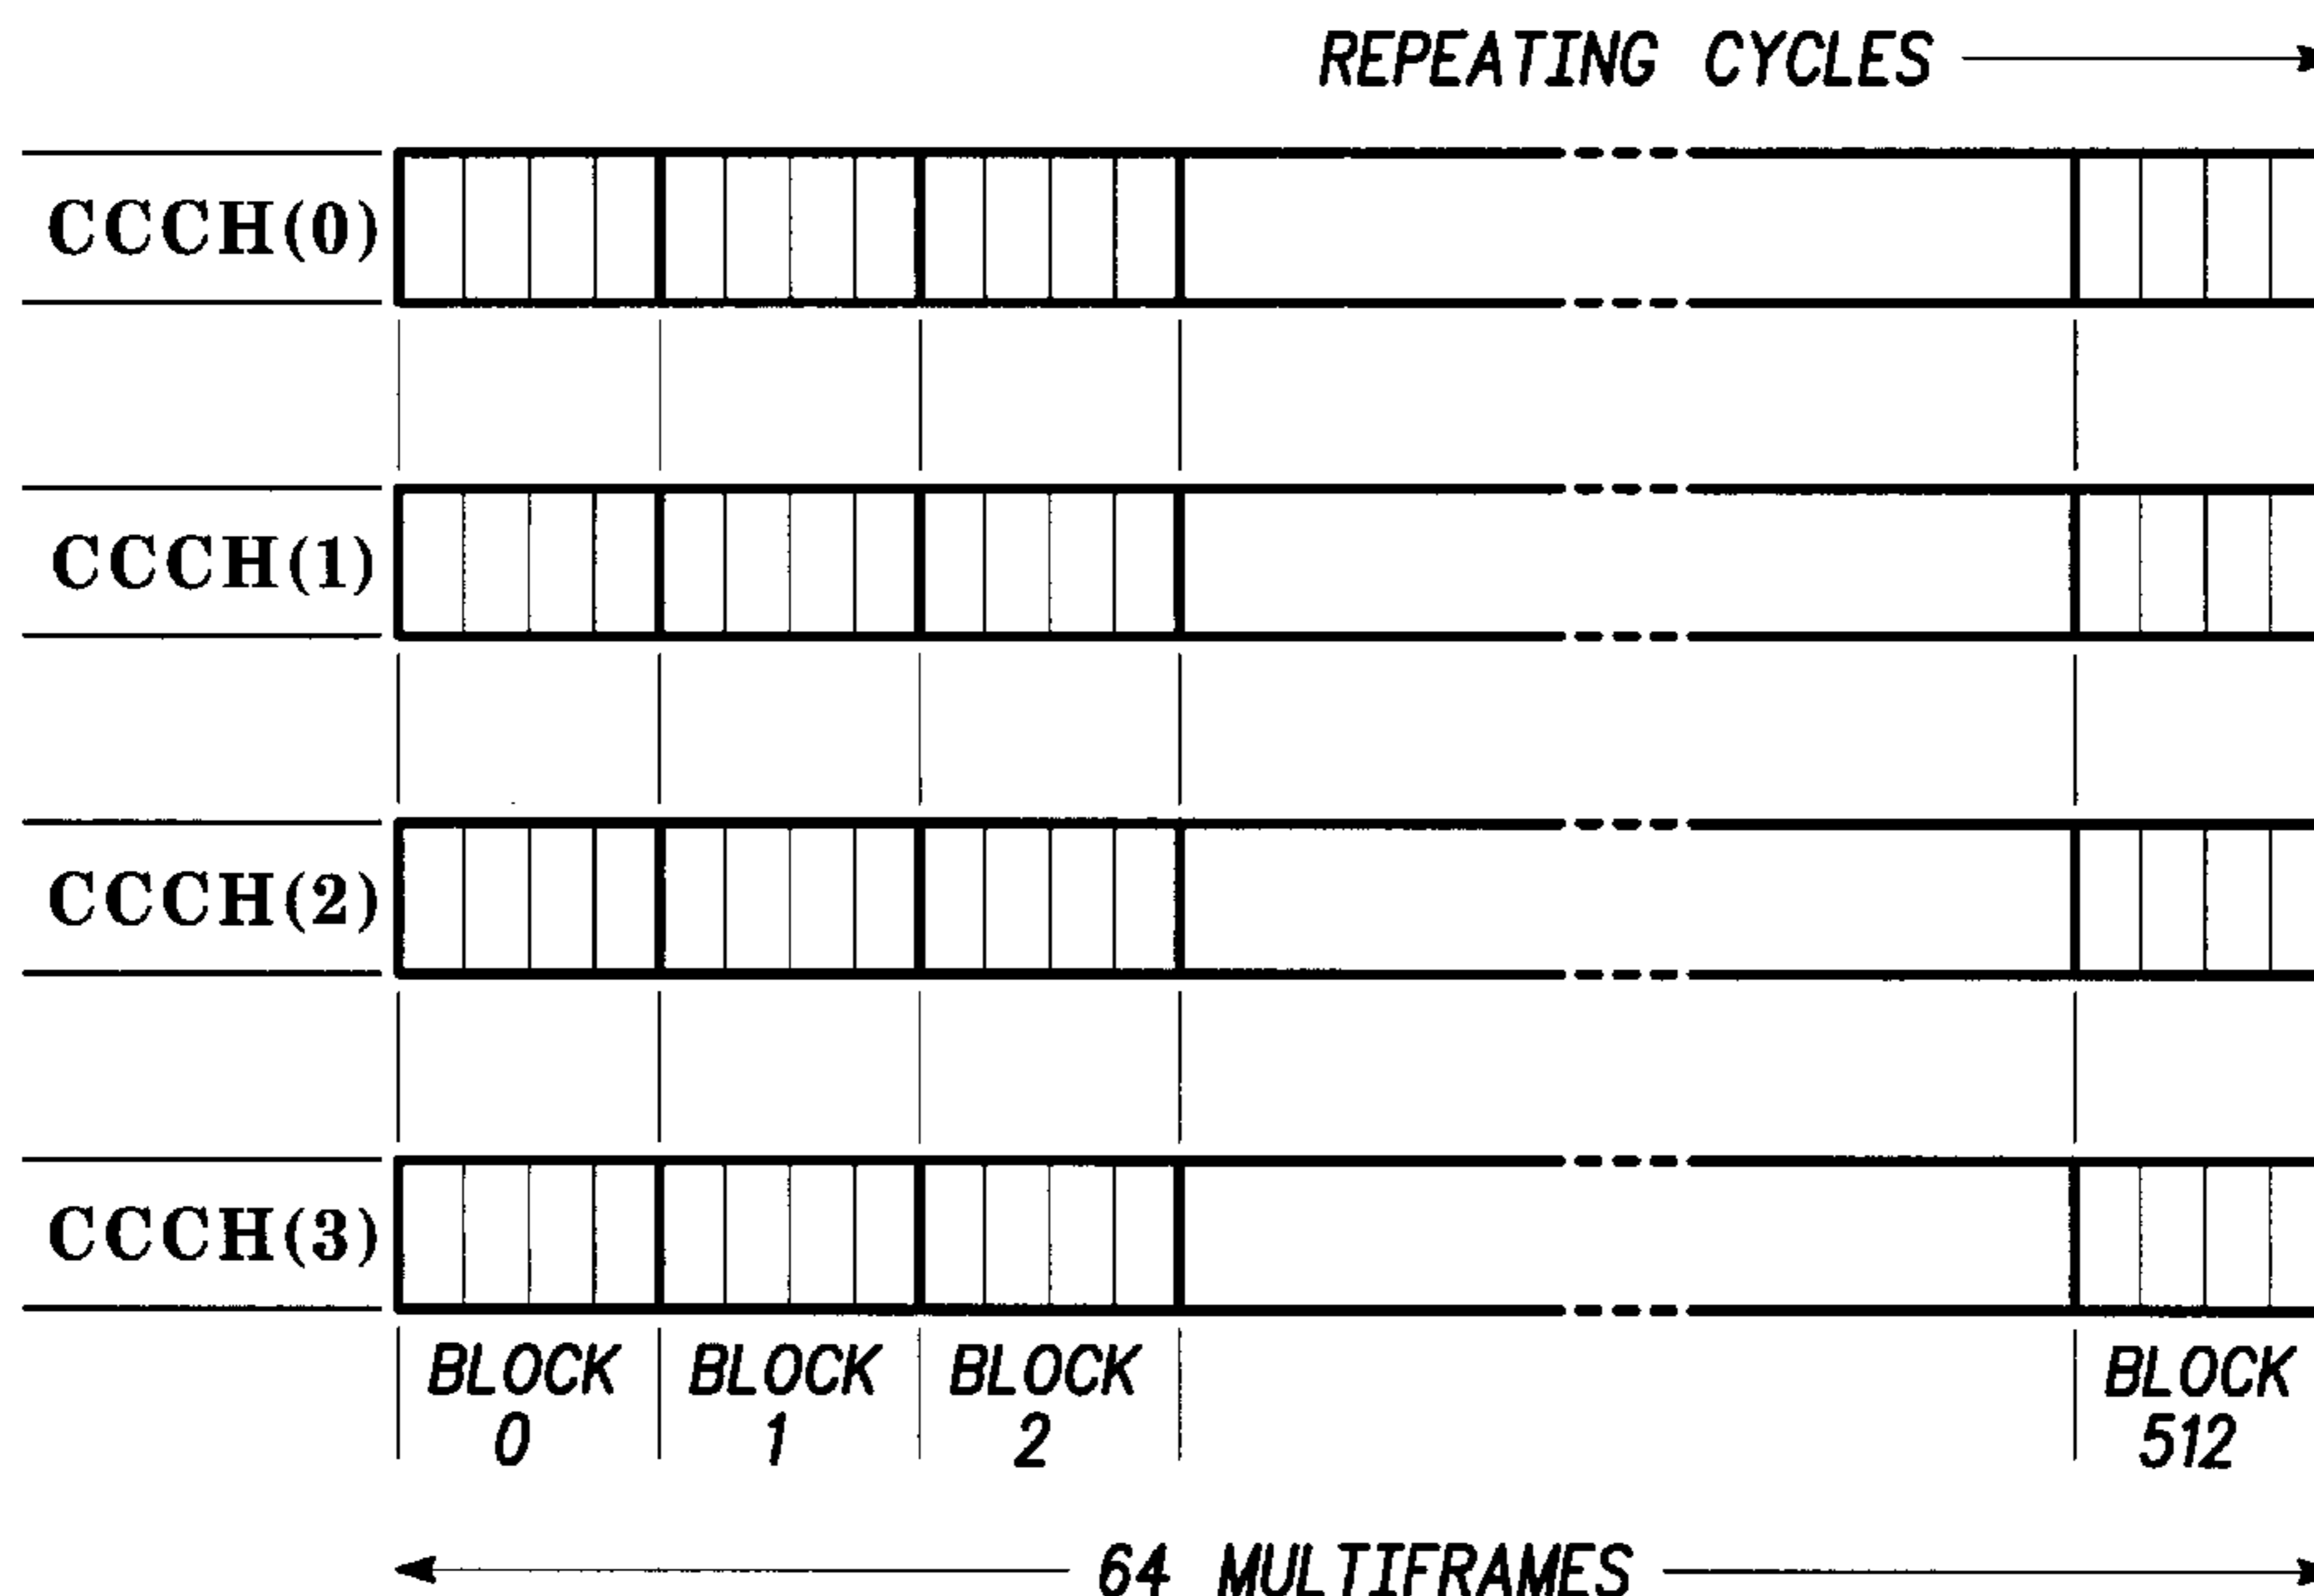 REPEATING CYCLES
CCCH(0)
CCCH(1)
CCCH(2)
CCCH(3)
BLOCK 0
BLOCK 1
BLOCK 2
BLOCK 512
64 MULTIFRAMES